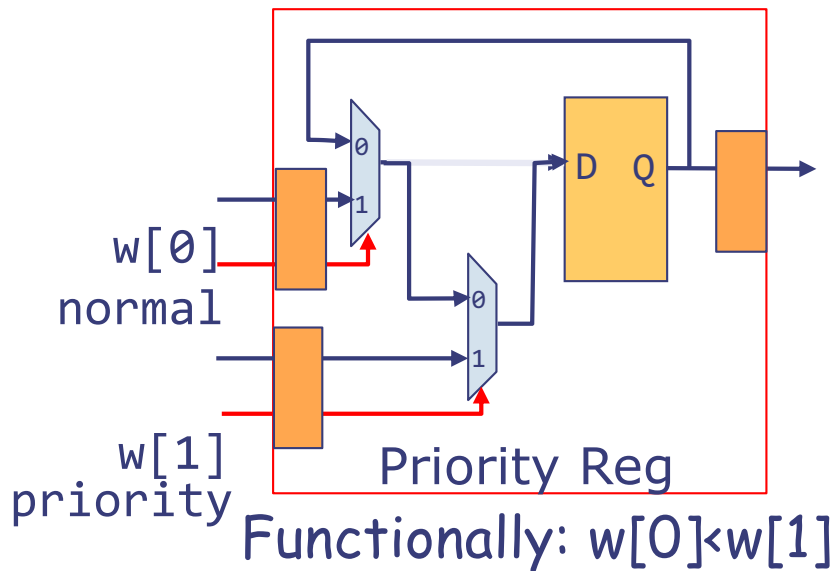 0
D Q
1
w[0]
normal
0
1
w[1]
priority
Priority Reg
Functionally: w[0]<w[1]